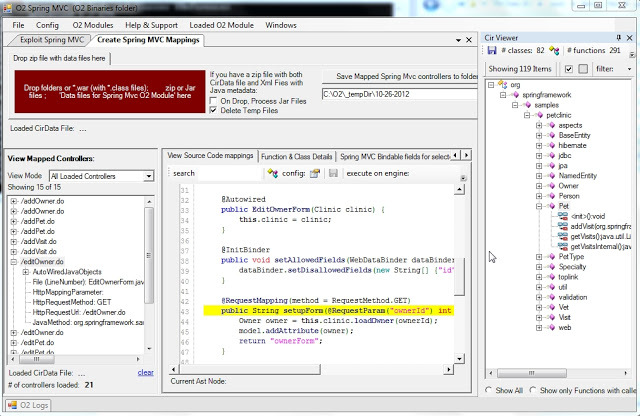 O2 Spring MVC (O2 Binaries folder)
File Config O2 Modules Help & Support Loaded O2 Module Windows
Exploit Spring MVC Create Spring MVC Mappings
Drop zip file with data files here
Drop folders or *.war (with *.class files); zip or Jar
files ; 'Data files for Spring Mvc O2 Module' here
If you have a zip file with both
CirData file and Xml Fies with
Java metadara:
On Drop, Process Jar Files
Delete Temp Files
Save Mapped Spring Mvc controllers to folder
C:\O2\_tempDir\10-26-2012
Loaded CirData File: ...
View Mapped Controllers:
View Mode All Loaded Controllers
Showing 15 of 15
/addOwner.do
/addPet.do
/addPet.do
/addVisit.do
/addVisit.do
/editOwner.do
AutoWiredJavaObjects
File (LineNumber): EditOwnerForm.java
HttpMappingParameter:
HttpRequestMethod: GET
HttpRequestUrl: /editOwner.do
JavaMethod: org.springframework.sar
/editOwner.do
/editPet.do
/editPet.do
Loaded CirData File: ... clear
# of controllers loaded: 21
View Source Code mappings Function & Class Details Spring MVC Bindable fields for selecte
search config: execute on engine:
31
32
33 @Autowired
34 public EditOwnerForm(Clinic clinic) {
35 this.clinic = clinic;
36 }
37
38 @InitBinder
38 public void setAllowedFields(WebDataBinder dataBinder
39 dataBinder.setDisallowedFields(new String[] {"id"
40 }
41
42 @RequestMapping(method = RequestMethod.GET)
43 public String setupForm(@RequestParam("ownerId") int
44 Owner owner = this.clinic.loadOwner(ownerId);
45 model.addAttribute(owner);
46 return "ownerForm";
47 }
Current Ast Node:
Cir Viewer
# classes: 82 # functions 291
Showing 119 Items filter:
org
springframework
samples
petclinic
aspects
BaseEntity
hibernate
jdbc
jpa
NamedEntity
Owner
Person
Pet
<init>():void
addVisit(org.springfr
getVisits():java.util.Li
getVisitsInternal():jav
PetType
Specialty
toplink
util
validation
Vet
Visit
web
Show All Show only Functions with calle
O2 Logs